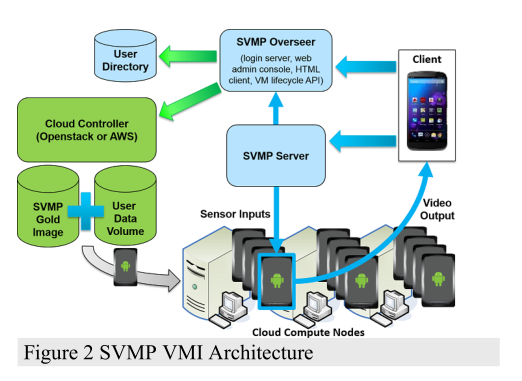 User
Directory
SVMP Overseer
(login server, web
admin console, HTML
client, VM lifecycle API)
Client
Cloud Controller
(Openstack or AWS)
SVMP Server
SVMP
Gold
Image
User
Data
Volume
Sensor Inputs
Video
Output
Cloud Compute Nodes
Figure 2 SVMP VMI Architecture